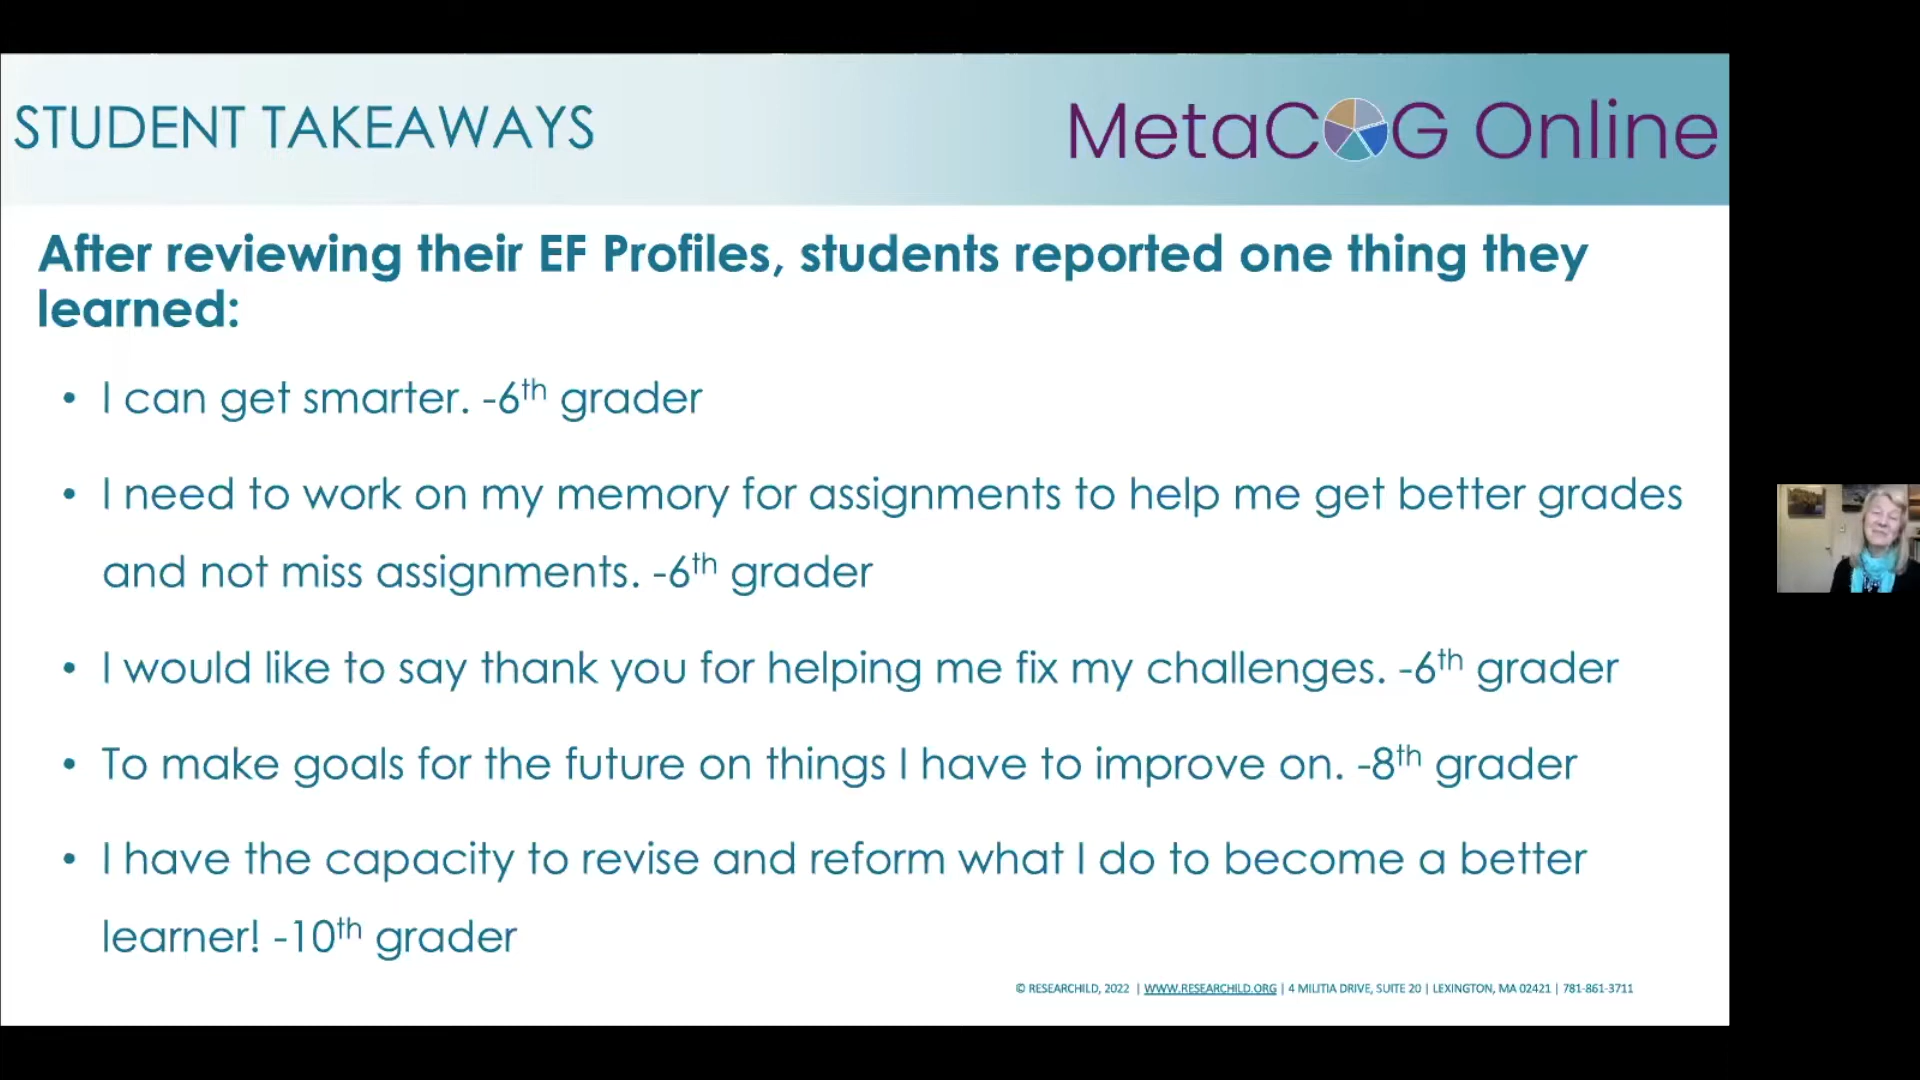 STUDENT TAKEAWAYS
MetaCOG Online
After reviewing their EF Profiles, students reported one thing they
learned:
• I can get smarter. -6th grader
• I need to work on my memory for assignments to help me get better grades
and not miss assignments. -6th grader
• I would like to say thank you for helping me fix my challenges. -6th grader
• To make goals for the future on things I have to improve on. -8th grader
• I have the capacity to revise and reform what I do to become a better
learner! -10th grader
© RESEARCHILD, 2022 | WWW.RESEARCHILD.ORG | 4 MILITIA DRIVE, SUITE 20 | LEXINGTON, MA 02421 | 781-861-3711